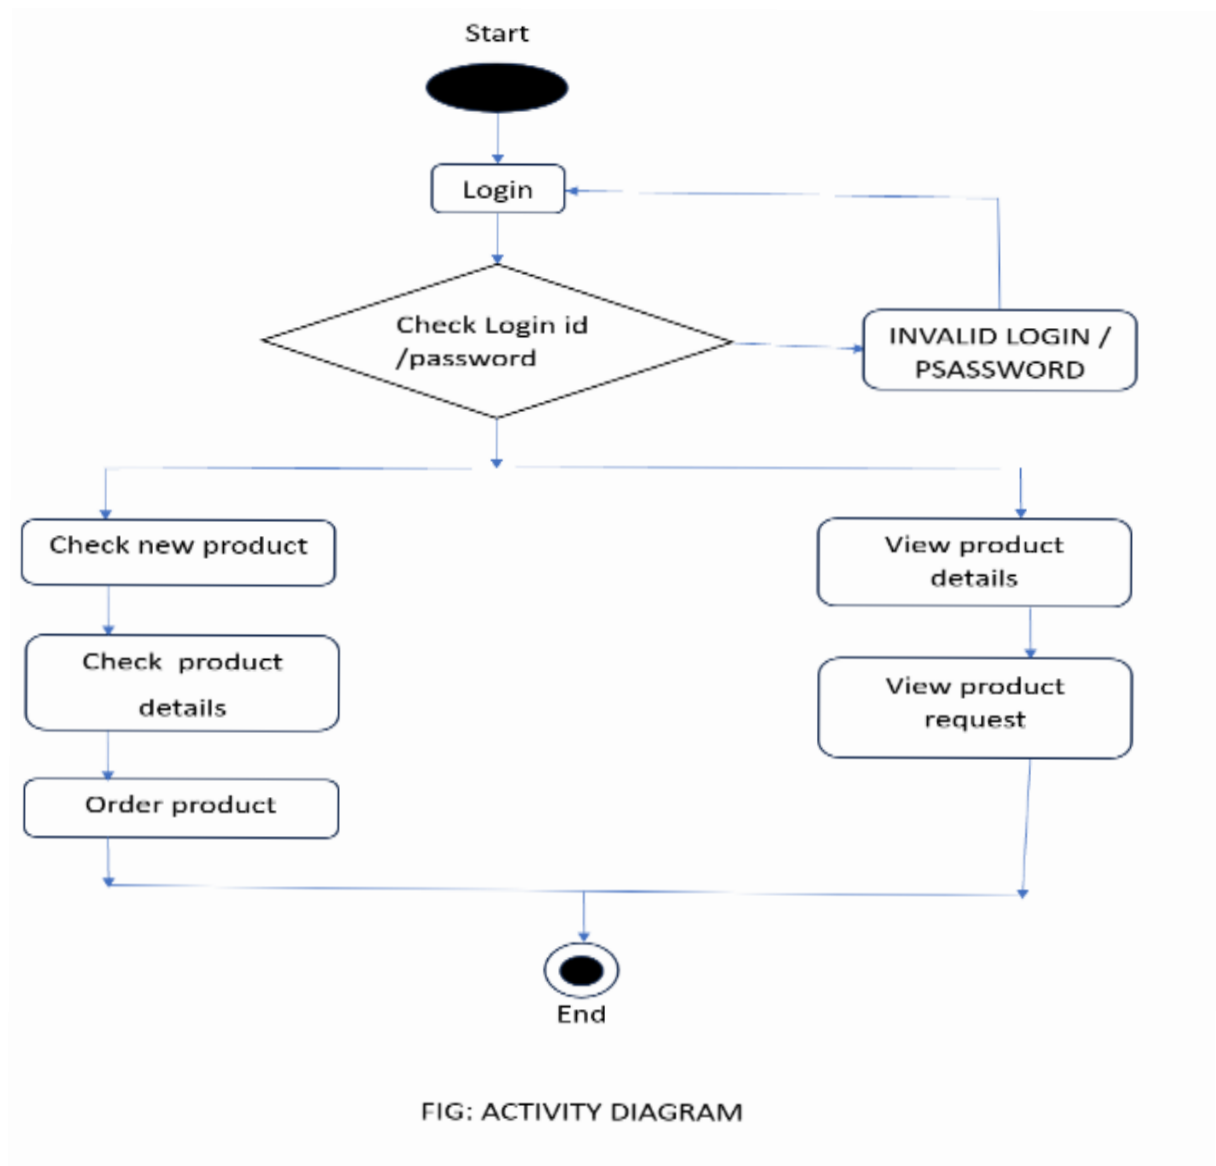 Start
Login
Check Login id
/password
INVALID LOGIN /
PSASSWORD
Check new product
View product
details
Check product
details
View product
request
Order product
End
FIG: ACTIVITY DIAGRAM